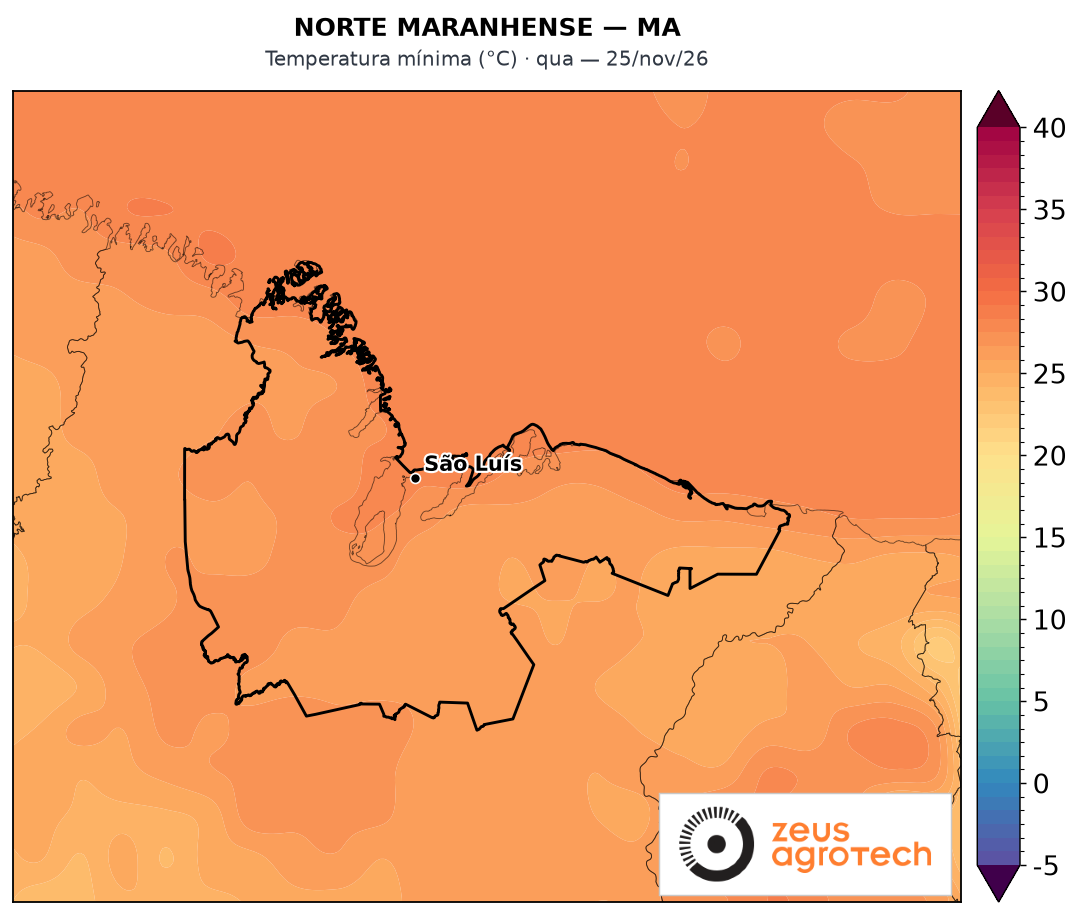 NORTE MARANHENSE — MA
Temperatura mínima (°C) · qua — 25/nov/26
40
35
30
25
20
15
10
5
0
-5
São Luís
zeus
agrotech